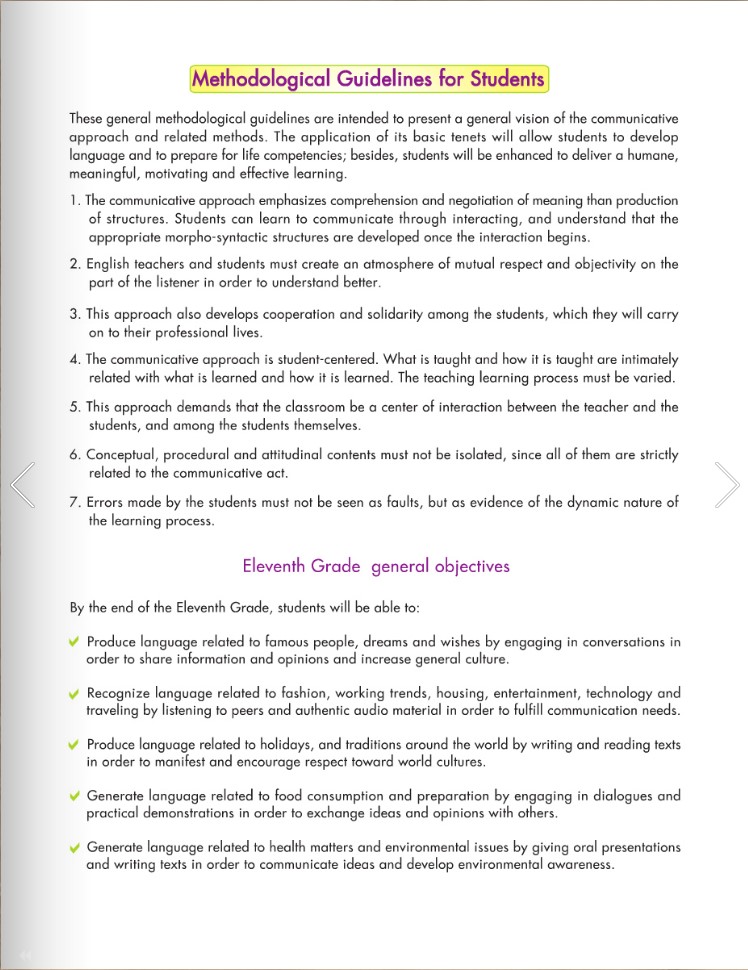 Methodological Guidelines for Students
These general methodological guidelines are intended to present a general vision of the communicative
approach and related methods. The application of its basic tenets will allow students to develop
language and to prepare for life competencies; besides, students will be enhanced to deliver a humane,
meaningful, motivating and effective learning.
1. The communicative approach emphasizes comprehension and negotiation of meaning than production
of structures. Students can learn to communicate through interacting, and understand that the
appropriate morpho-syntactic structures are developed once the interaction begins.
2. English teachers and students must create an atmosphere of mutual respect and objectivity on the
part of the listener in order to understand better.
3. This approach also develops cooperation and solidarity among the students, which they will carry
on to their professional lives.
4. The communicative approach is student-centered. What is taught and how it is taught are intimately
related with what is learned and how it is learned. The teaching learning process must be varied.
5. This approach demands that the classroom be a center of interaction between the teacher and the
students, and among the students themselves.
6. Conceptual, procedural and attitudinal contents must not be isolated, since all of them are strictly
related to the communicative act.
7. Errors made by the students must not be seen as faults, but as evidence of the dynamic nature of
the learning process.
Eleventh Grade general objectives
By the end of the Eleventh Grade, students will be able to:
Produce language related to famous people, dreams and wishes by engaging in conversations in
order to share information and opinions and increase general culture.
Recognize language related to fashion, working trends, housing, entertainment, technology and
traveling by listening to peers and authentic audio material in order to fulfill communication needs.
Produce language related to holidays, and traditions around the world by writing and reading texts
in order to manifest and encourage respect toward world cultures.
Generate language related to food consumption and preparation by engaging in dialogues and
practical demonstrations in order to exchange ideas and opinions with others.
Generate language related to health matters and environmental issues by giving oral presentations
and writing texts in order to communicate ideas and develop environmental awareness.